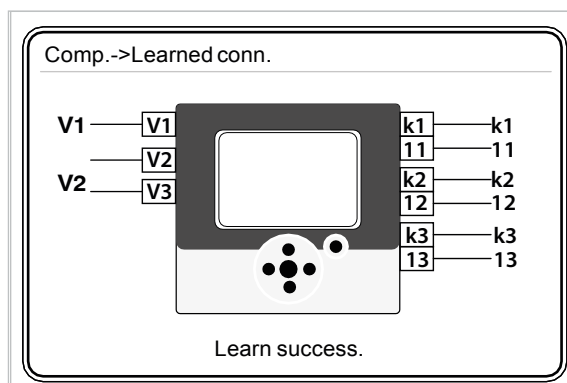 Comp.->Learned conn.
V1 V1 k1 k1
11 11
V2
V2 k2 k2
V3 12 12
k3 k3
13 13
Learn success.